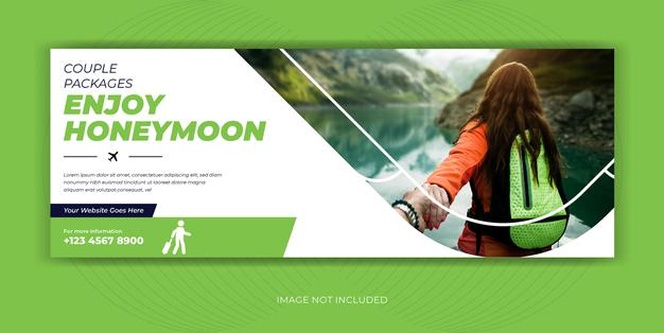 COUPLE
PACKAGES
ENJOY
HONEYMOON
Lorem ipsum dolor sit amet, consectetuer adipiscing elit, sed diam
nonummy nibh euismod tincidunt ut laoreet dolore magna
aliquam erat volutpat consequat, vel
Your Website Goes Here
For more information
+123 4567 8900
IMAGE NOT INCLUDED